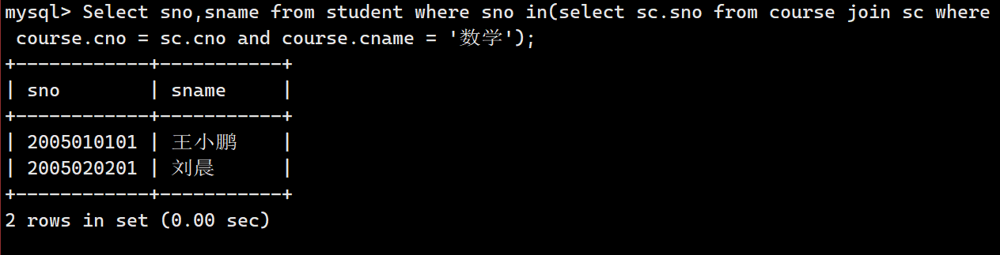 mysql> Select sno,sname from student where sno in(select sc.sno from course join sc where
 course.cno = sc.cno and course.cname = '数学');
+------------+-----------+
| sno        | sname     |
+------------+-----------+
| 2005010101 | 王小鹏    |
| 2005020201 | 刘晨      |
+------------+-----------+
2 rows in set (0.00 sec)